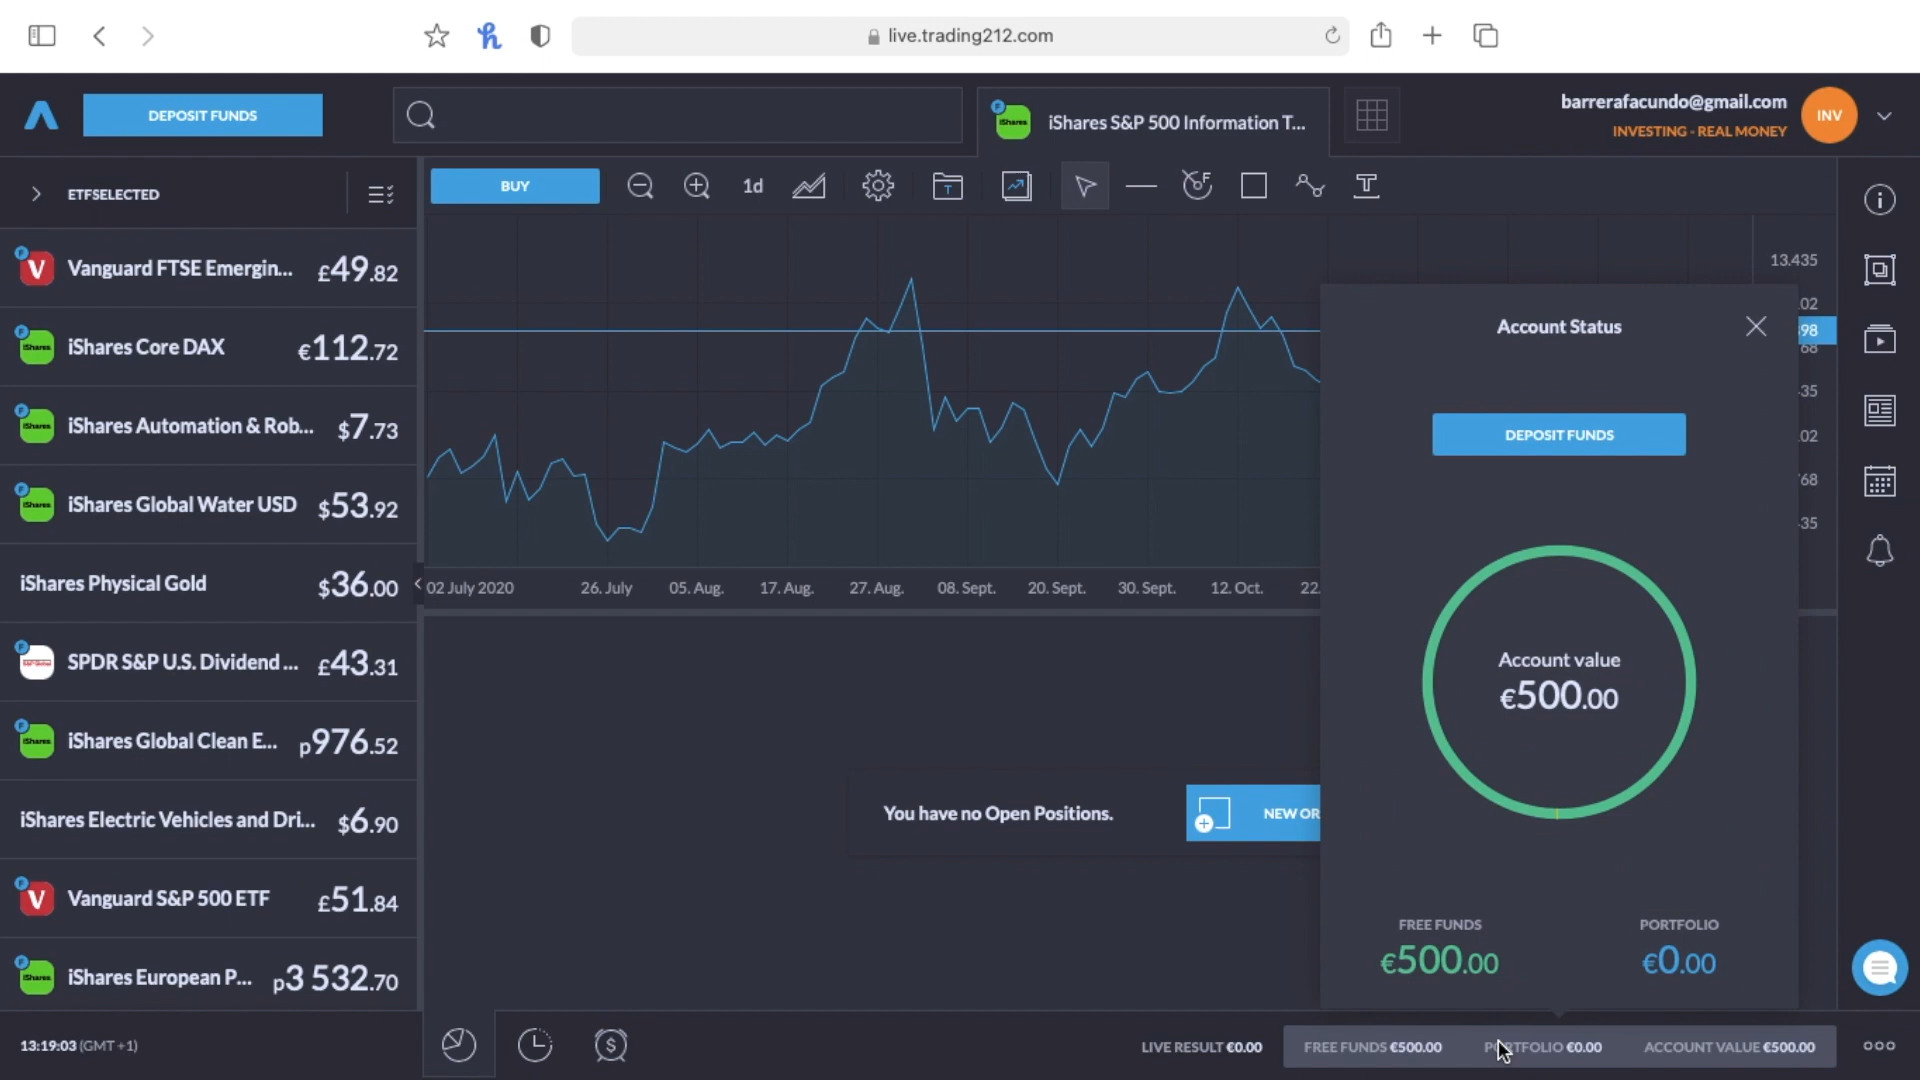 live.trading212.com
DEPOSIT FUNDS
iShares S&P 500 Information T...
barrerafacundo@gmail.com
INVESTING - REAL MONEY
INV
ETFSELECTED
BUY
1d
Vanguard FTSE Emergin... £49.82
iShares Core DAX €112.72
iShares Automation & Rob... $7.73
iShares Global Water USD $53.92
iShares Physical Gold $36.00
SPDR S&P U.S. Dividend ... £43.31
iShares Global Clean E... p976.52
iShares Electric Vehicles and Dri... $6.90
Vanguard S&P 500 ETF £51.84
iShares European P... p3 532.70
13.435
.02
98
68
35
.02
68
35
02 July 2020 26. July 05. Aug. 17. Aug. 27. Aug. 08. Sept. 20. Sept. 30. Sept. 12. Oct. 22.
You have no Open Positions.
NEW OR
Account Status
DEPOSIT FUNDS
Account value
€500.00
FREE FUNDS PORTFOLIO
€500.00 €0.00
13:19:03 (GMT +1)
LIVE RESULT €0.00 FREE FUNDS €500.00 PORTFOLIO €0.00 ACCOUNT VALUE €500.00